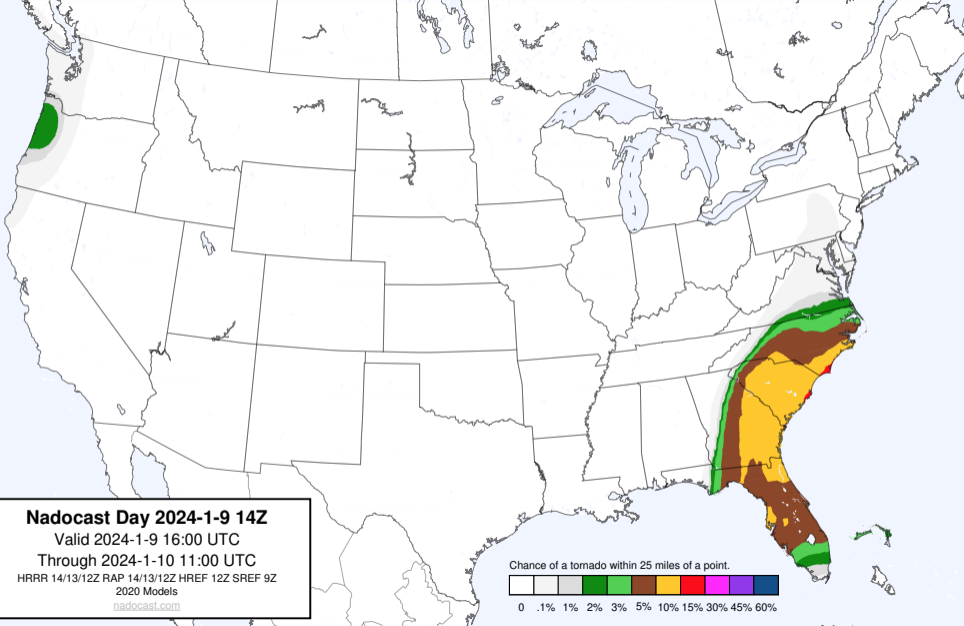 Nadocast Day 2024-1-9 14Z
Valid 2024-1-9 16:00 UTC
Through 2024-1-10 11:00 UTC
HRRR 14/13/12Z RAP 14/13/12Z HREF 12Z SREF 9Z
2020 Models
nadocast.com
Chance of a tornado within 25 miles of a point.
0 .1% 1% 2% 3% 5% 10% 15% 30% 45% 60%